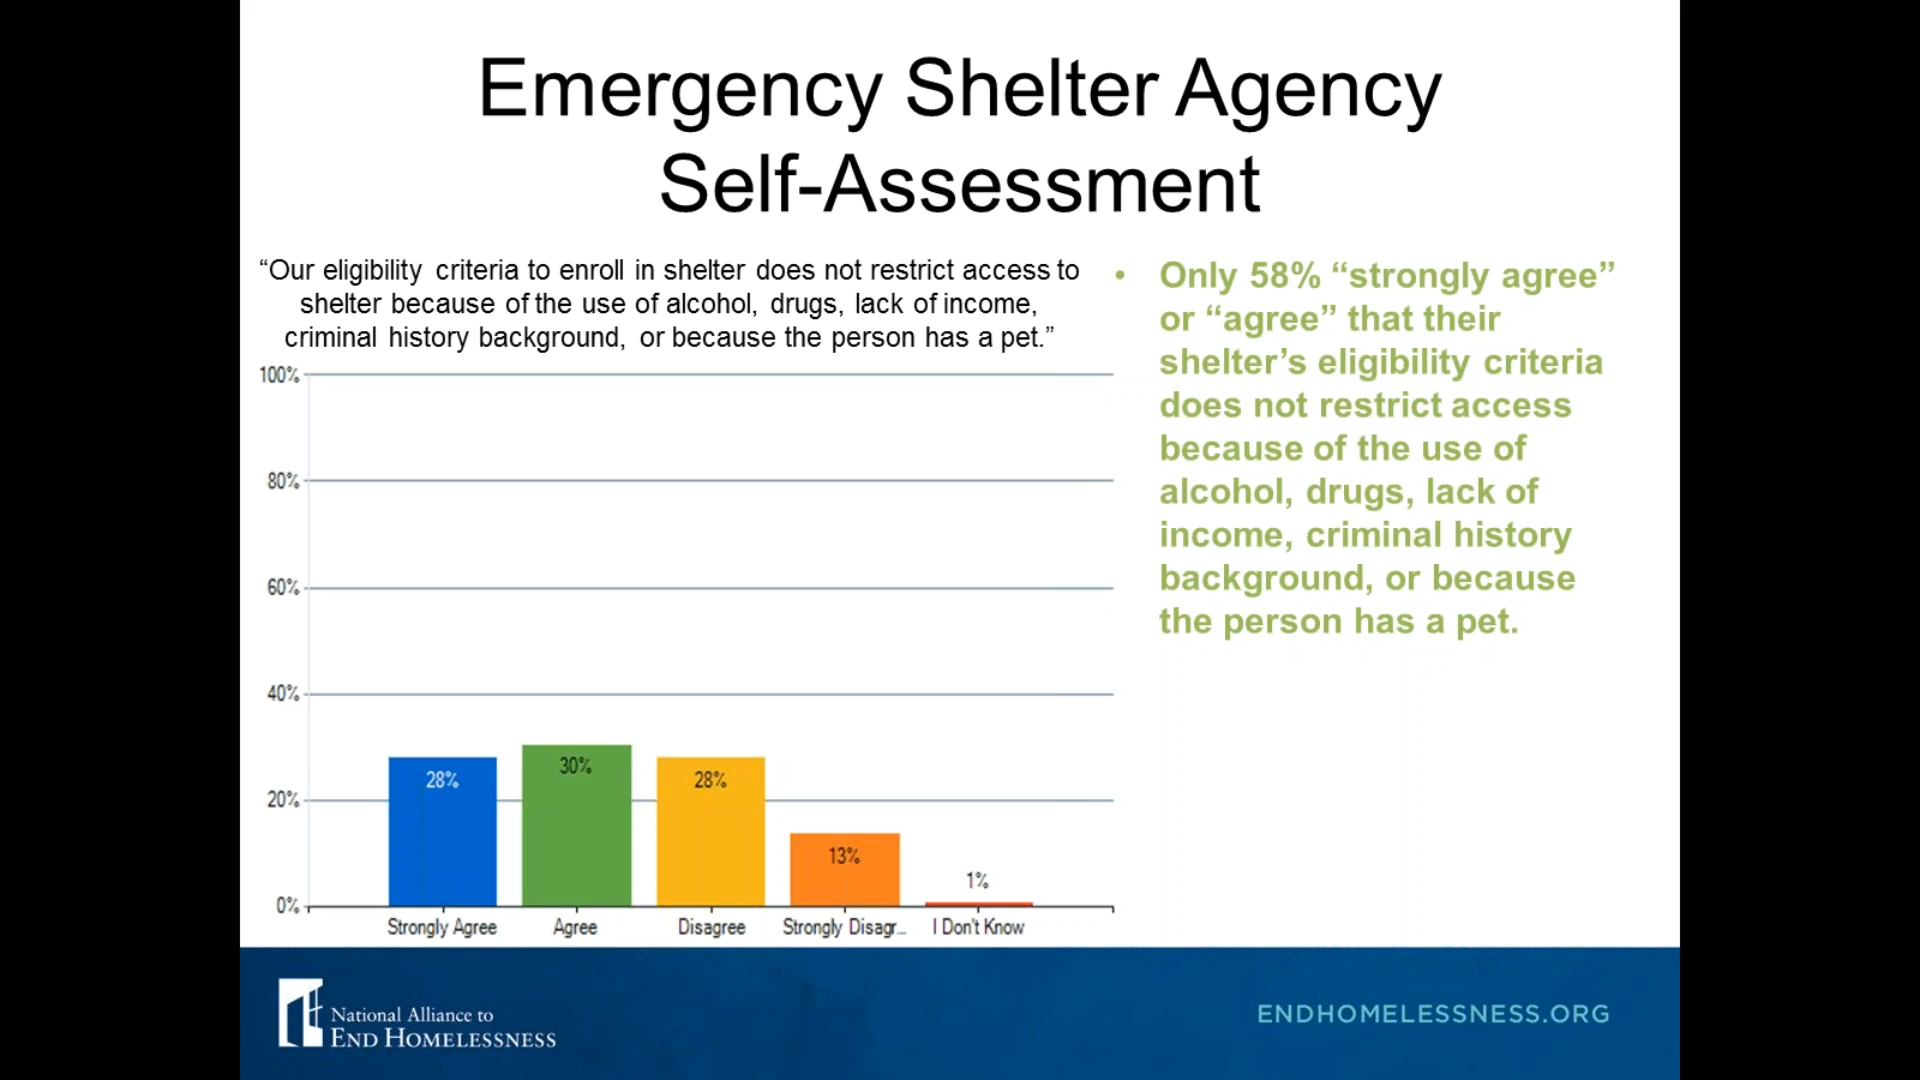 Emergency Shelter Agency
Self-Assessment
“Our eligibility criteria to enroll in shelter does not restrict access to
shelter because of the use of alcohol, drugs, lack of income,
criminal history background, or because the person has a pet.”
100%
80%
60%
40%
20%
0%
28%
30%
28%
13%
1%
Strongly Agree
Agree
Disagree
Strongly Disagr...
I Don't Know
• Only 58% “strongly agree”
or “agree” that their
shelter’s eligibility criteria
does not restrict access
because of the use of
alcohol, drugs, lack of
income, criminal history
background, or because
the person has a pet.
National Alliance to
END HOMELESSNESS
ENDHOMELESSNESS.ORG